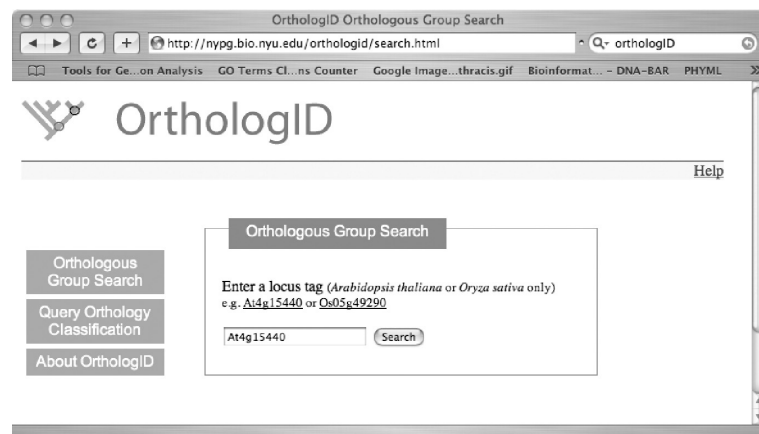 OrthologID Orthologous Group Search
http://nypg.bio.nyu.edu/orthologid/search.html
orthologID
Tools for Ge...on Analysis GO Terms Cl...ns Counter Google Image...thracis.gif Bioinformat... – DNA-BAR PHYML
OrthologID
Help
Orthologous Group Search
Orthologous
Group Search
Query Orthology
Classification
About OrthologID
Enter a locus tag (Arabidopsis thaliana or Oryza sativa only)
e.g. At4g15440 or Os05g49290
At4g15440 Search